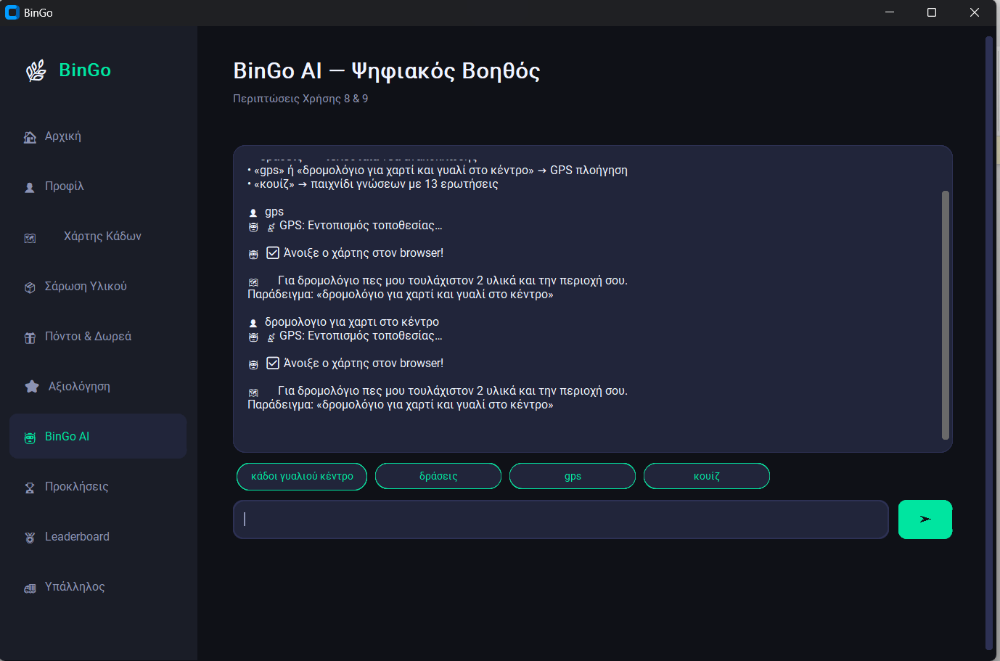 BinGo
BinGo
Αρχική
Προφίλ
Χάρτης Κάδων
Σάρωση Υλικού
Πόντοι & Δωρεά
Αξιολόγηση
BinGo AI
Προκλήσεις
Leaderboard
Υπάλληλος
BinGo AI — Ψηφιακός Βοηθός
Περιπτώσεις Χρήσης 8 & 9
• «gps» ή «δρομολόγιο για χαρτί και γυαλί στο κέντρο» → GPS πλοήγηση
• «κουίζ» → παιχνίδι γνώσεων με 13 ερωτήσεις
gps
GPS: Εντοπισμός τοποθεσίας...
Άνοιξε ο χάρτης στον browser!
Για δρομολόγιο πες μου τουλάχιστον 2 υλικά και την περιοχή σου.
Παράδειγμα: «δρομολόγιο για χαρτί και γυαλί στο κέντρο»
δρομολογιο για χαρτι στο κέντρο
GPS: Εντοπισμός τοποθεσίας...
Άνοιξε ο χάρτης στον browser!
Για δρομολόγιο πες μου τουλάχιστον 2 υλικά και την περιοχή σου.
Παράδειγμα: «δρομολόγιο για χαρτί και γυαλί στο κέντρο»
κάδοι γυαλιού κέντρο
δράσεις
gps
κουίζ